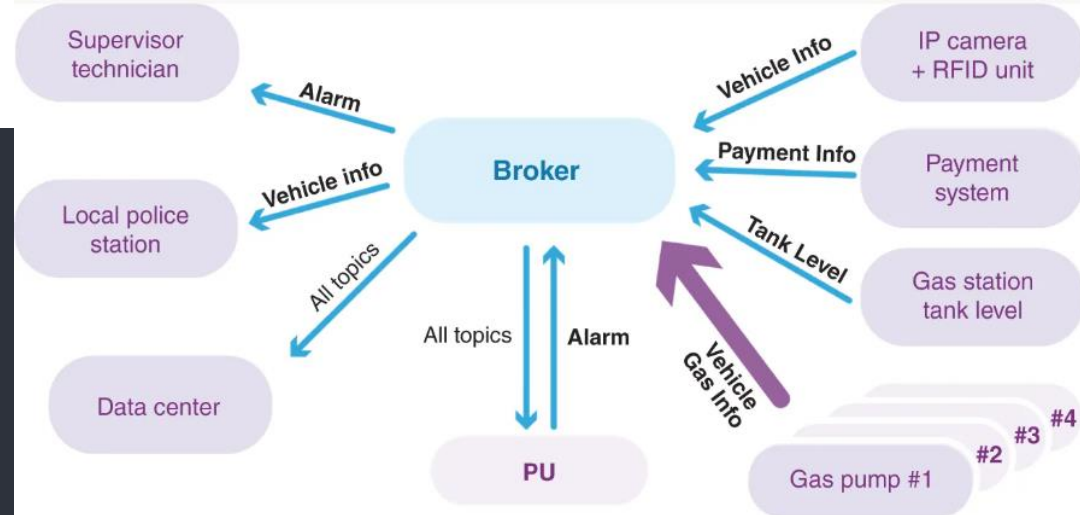 Supervisor
technician
Alarm
Vehicle Info
IP camera
+ RFID unit
Broker
Payment Info
Payment
system
Vehicle info
Local police
station
Tank Level
Gas station
tank level
All topics
All topics
Alarm
Vehicle
Gas Info
Data center
PU
Gas pump #1
#2
#3
#4